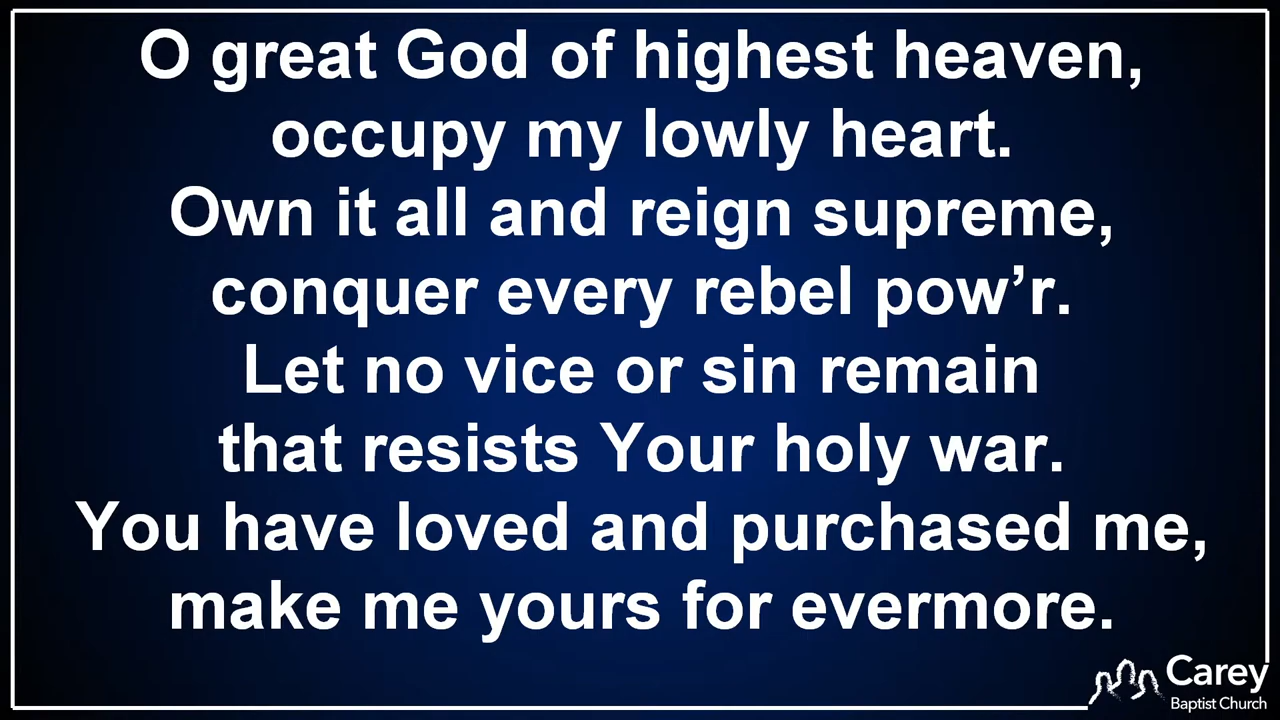 O great God of highest heaven,
occupy my lowly heart.
Own it all and reign supreme,
conquer every rebel pow’r.
Let no vice or sin remain
that resists Your holy war.
You have loved and purchased me,
make me yours for evermore.
Carey
Baptist Church